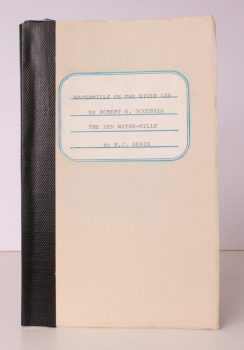 WATERMILLS ON THE RIVER LEN
by ROBERT H. GOODSALL
THE LEN WATER-MILLS
by R.J. SPAIN